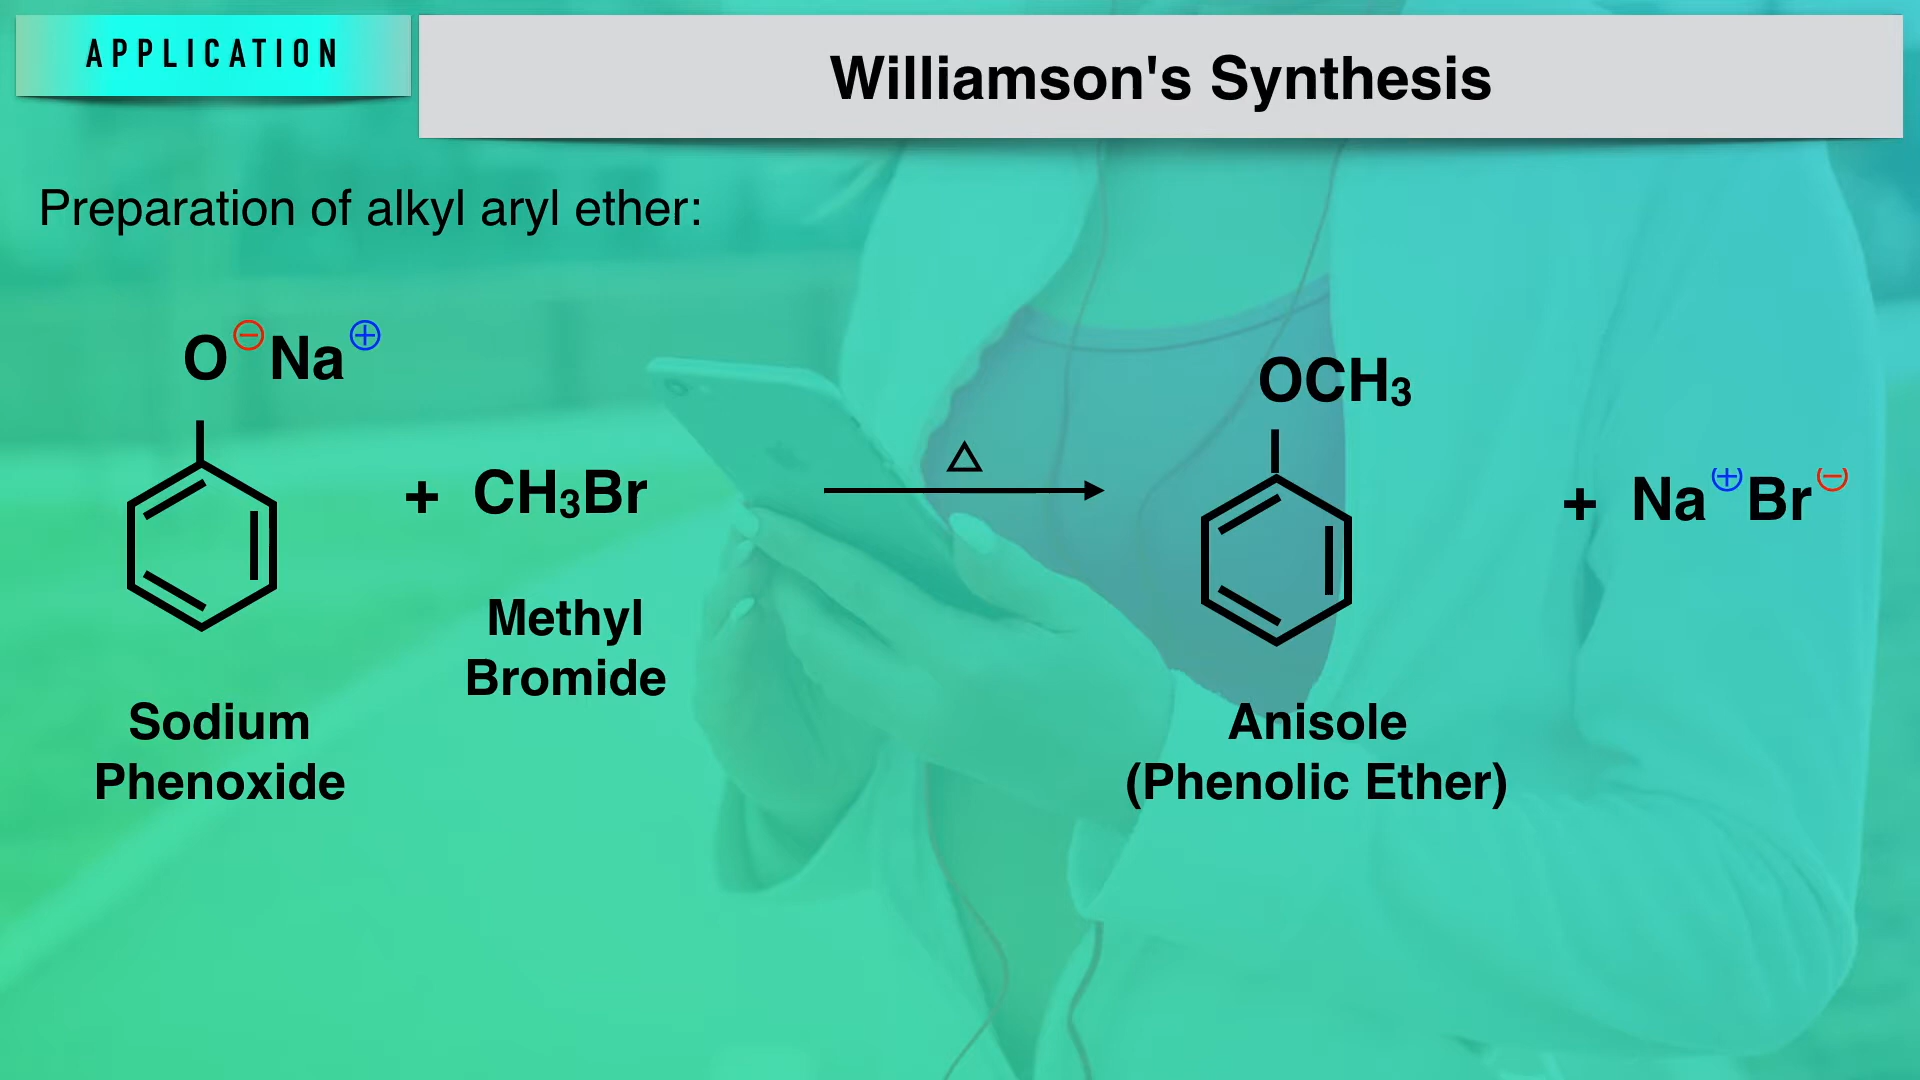 APPLICATION
Williamson's Synthesis
Preparation of alkyl aryl ether:
O⊖Na⊕
+ CH₃Br
△
OCH₃
+ Na⊕Br⊖
Methyl
Bromide
Sodium
Phenoxide
Anisole
(Phenolic Ether)